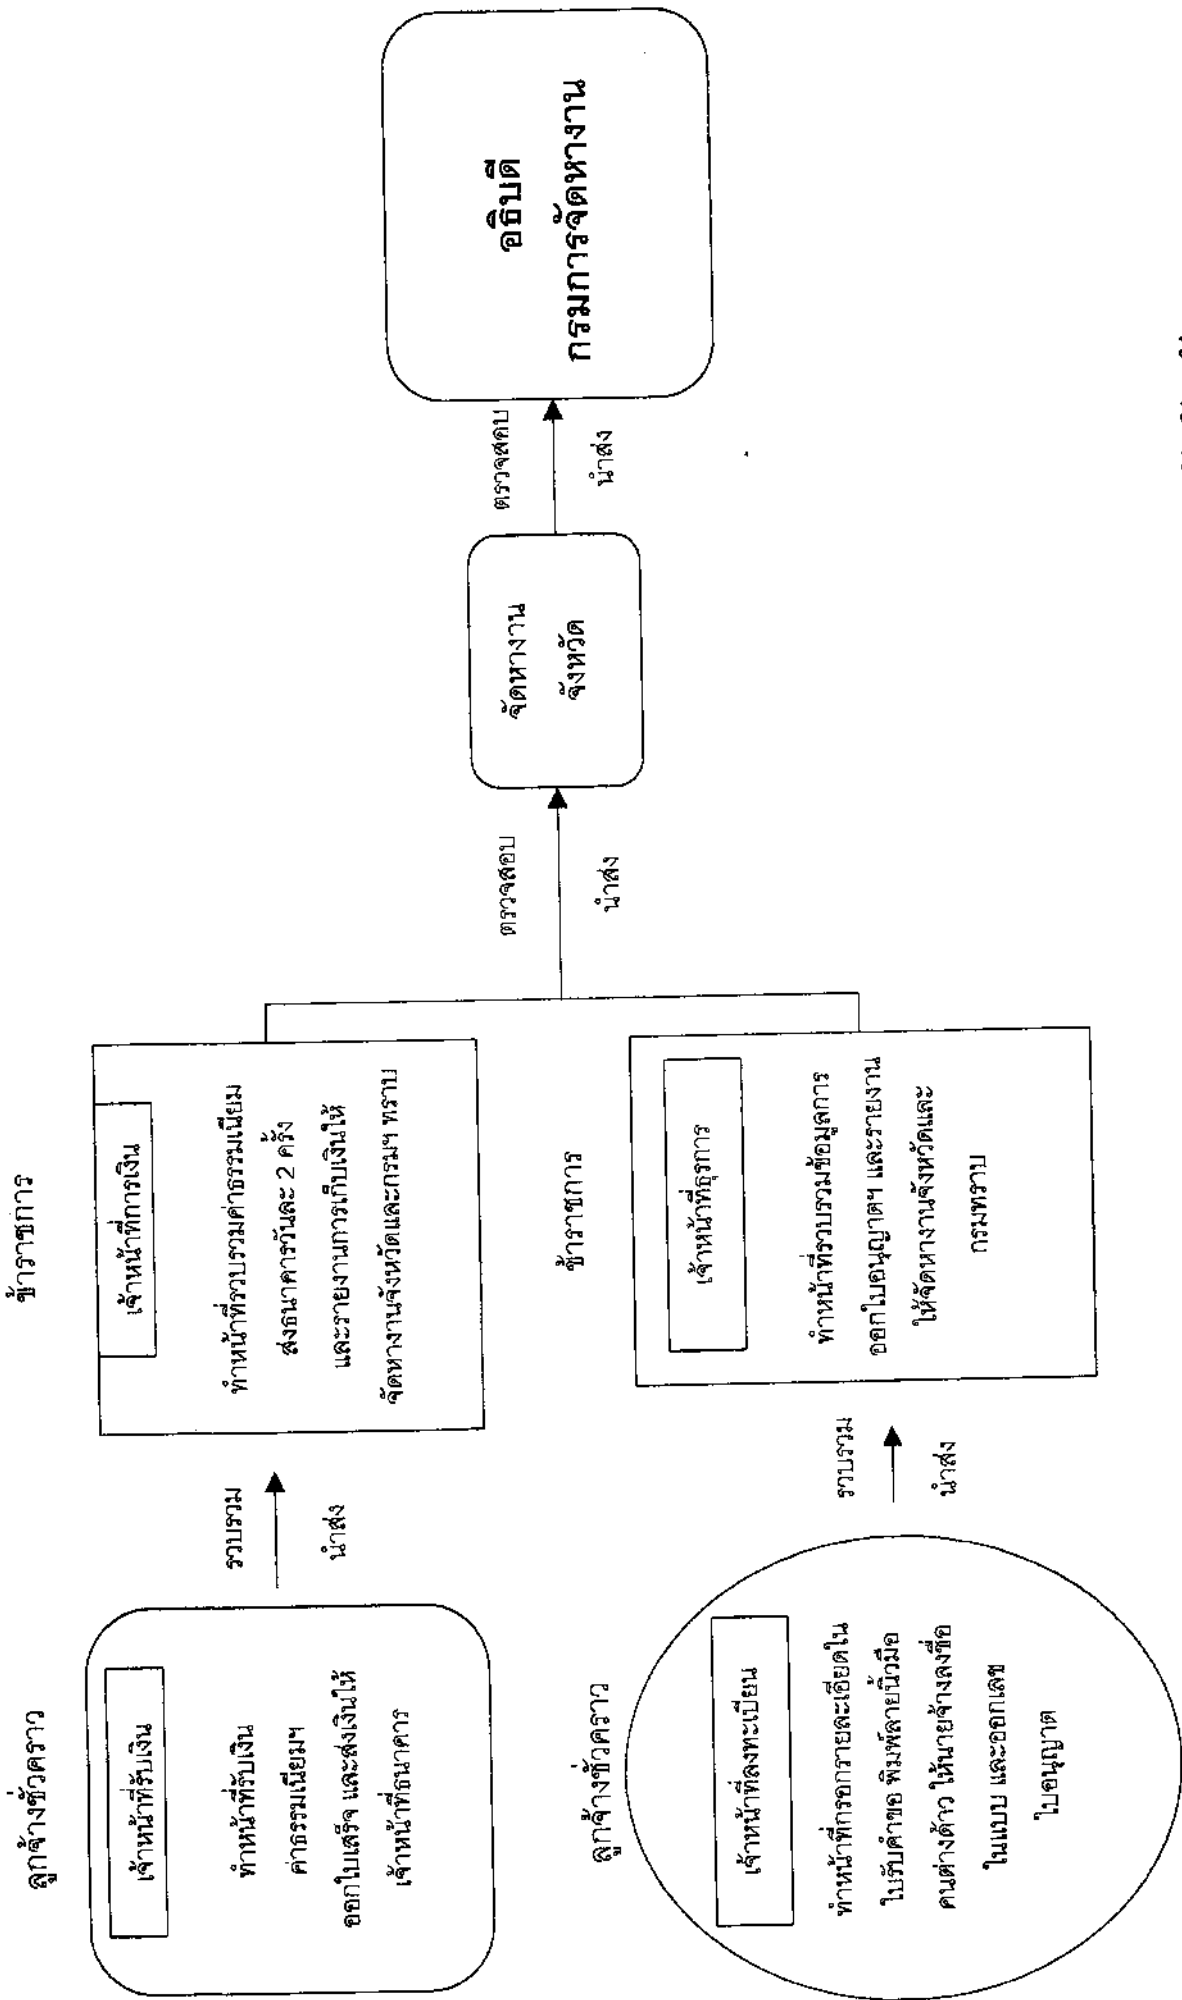 ลูกจ้างชั่วคราว
เจ้าหน้าที่รับเงิน
ทำหน้าที่รับเงิน
ค่าธรรมเนียมฯ
ออกใบเสร็จ และส่งเงินให้
เจ้าหน้าที่ธนาคาร
รวบรวม
นำส่ง
ข้าราชการ
เจ้าหน้าที่การเงิน
ทำหน้าที่รวบรวมค่าธรรมเนียม
ส่งธนาคารวันละ 2 ครั้ง
และรายงานการเก็บเงินให้
จัดหางานจังหวัดและกรมฯ ทราบ
ลูกจ้างชั่วคราว
เจ้าหน้าที่ลงทะเบียน
ทำหน้าที่กรอกรายละเอียดใน
ใบรับคำขอ พิมพ์ลายนิ้วมือ
คนต่างด้าว ให้นายจ้างลงชื่อ
ในแบบ และออกเลข
ใบอนุญาต
รวบรวม
นำส่ง
ข้าราชการ
เจ้าหน้าที่ธุรการ
ทำหน้าที่รวบรวมข้อมูลการ
ออกใบอนุญาตฯ และรายงาน
ให้จัดหางานจังหวัดและ
กรมทราบ
ตรวจสอบ
นำส่ง
จัดหางาน
จังหวัด
ตรวจสอบ
นำส่ง
อธิบดี
กรมการจัดหางาน